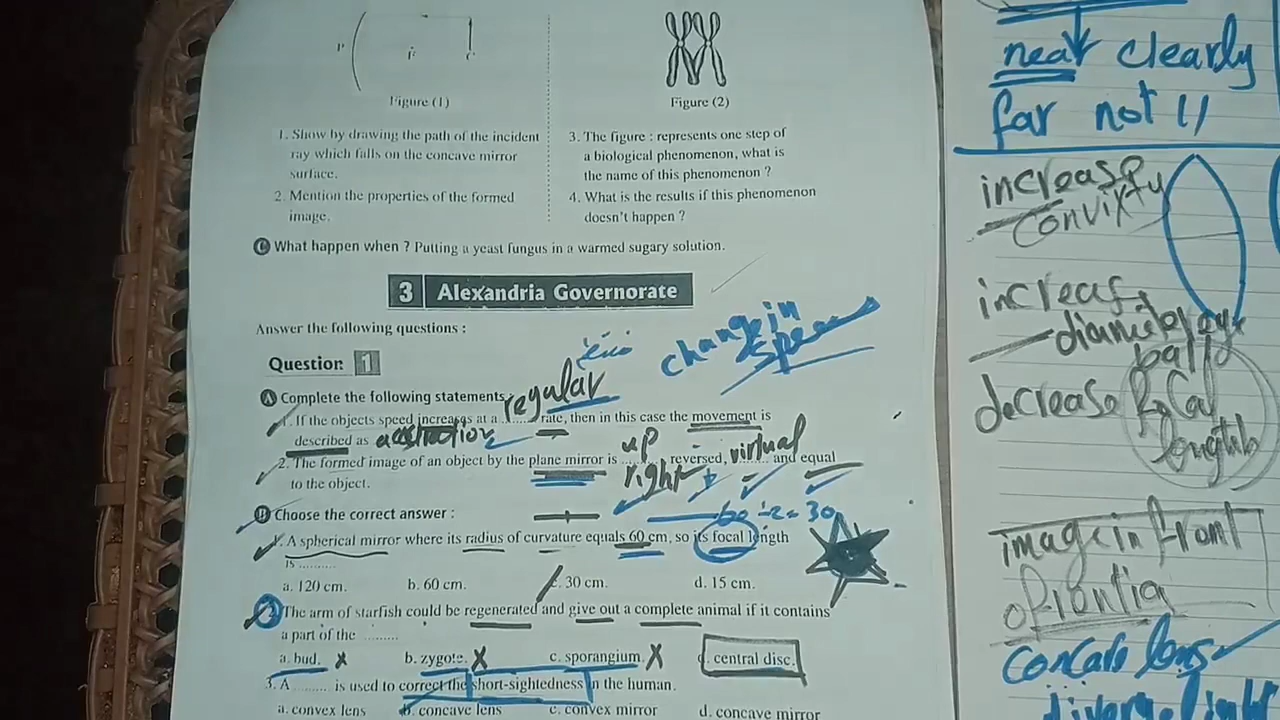 P
F
Figure (1)
Figure (2)
1. Show by drawing the path of the incident
ray which falls on the concave mirror
surface.
2. Mention the properties of the formed
image.
3. The figure : represents one step of
a biological phenomenon, what is
the name of this phenomenon ?
4. What is the results if this phenomenon
doesn't happen ?
C What happen when ? Putting a yeast fungus in a warmed sugary solution.
3 Alexandria Governorate
Answer the following questions :
change in
speed
Question 1
regular
A Complete the following statements
1. If the objects speed increases at a ........ rate, then in this case the movement is
described as
up
virtual
2. The formed image of an object by the plane mirror is ........ reversed, ........ and equal
right
to the object.
60 ÷ 2 = 30
B Choose the correct answer :
1. A spherical mirror where its radius of curvature equals 60 cm, so its focal length
is ..........
a. 120 cm. b. 60 cm. c. 30 cm. d. 15 cm.
2. The arm of starfish could be regenerated and give out a complete animal if it contains
a part of the .........
a. bud. x b. zygote. x c. sporangium x d. central disc.
3. A ......... is used to correct the short-sightedness in the human.
a. convex lens b. concave lens c. convex mirror d. concave mirror
near clearly
far not 11
increase
convixty
decrease
image in front
concave lens